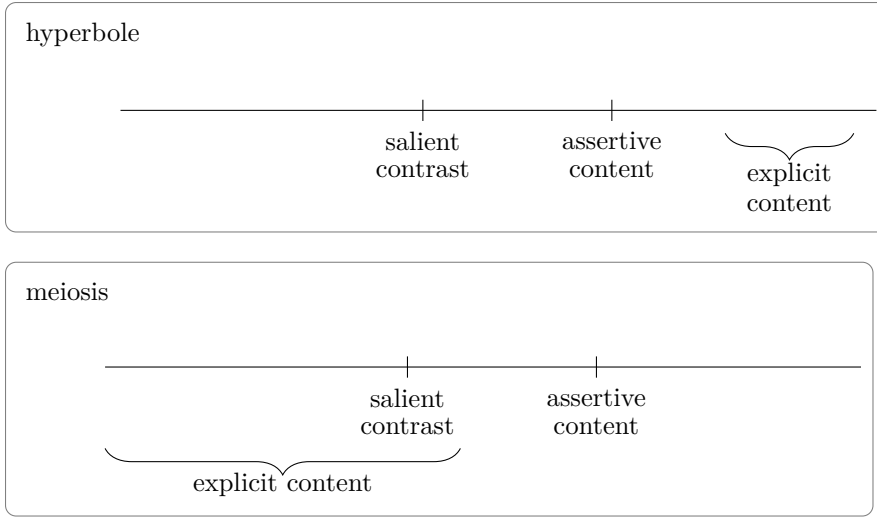 hyperbole
salient
contrast
assertive
content
explicit
content
meiosis
salient
contrast
assertive
content
explicit content